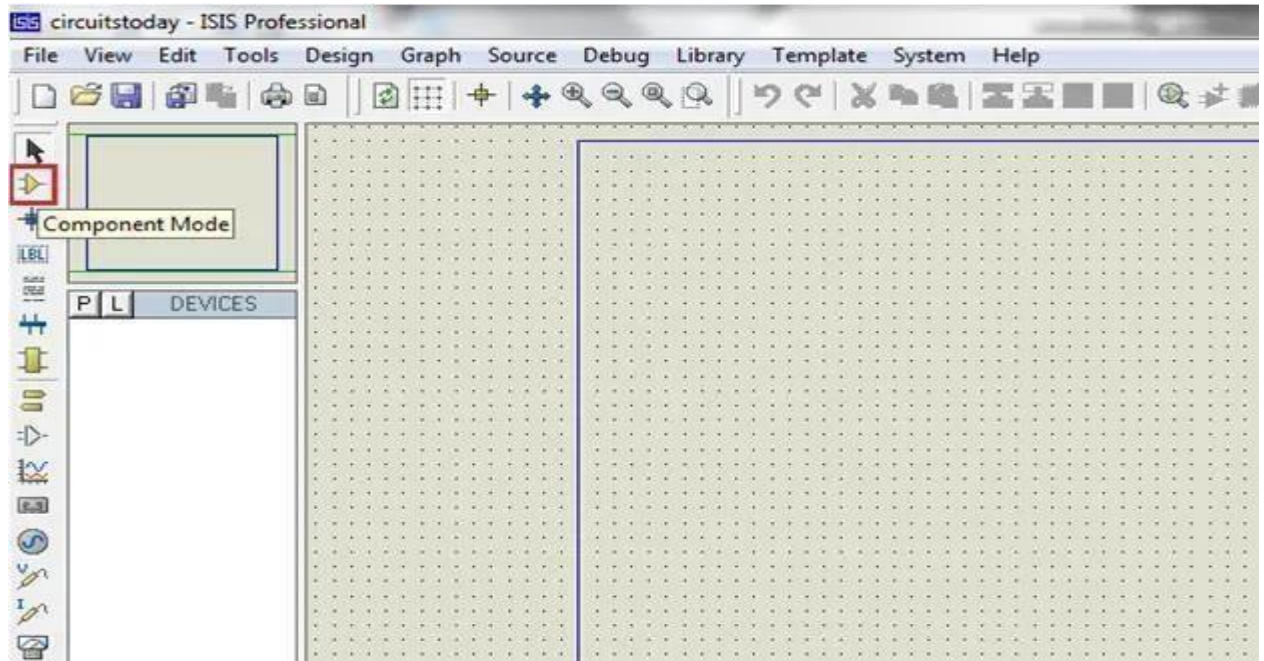 ISIS circuitstoday - ISIS Professional
File View Edit Tools Design Graph Source Debug Library Template System Help
Component Mode
LBL
P L DEVICES
V
I